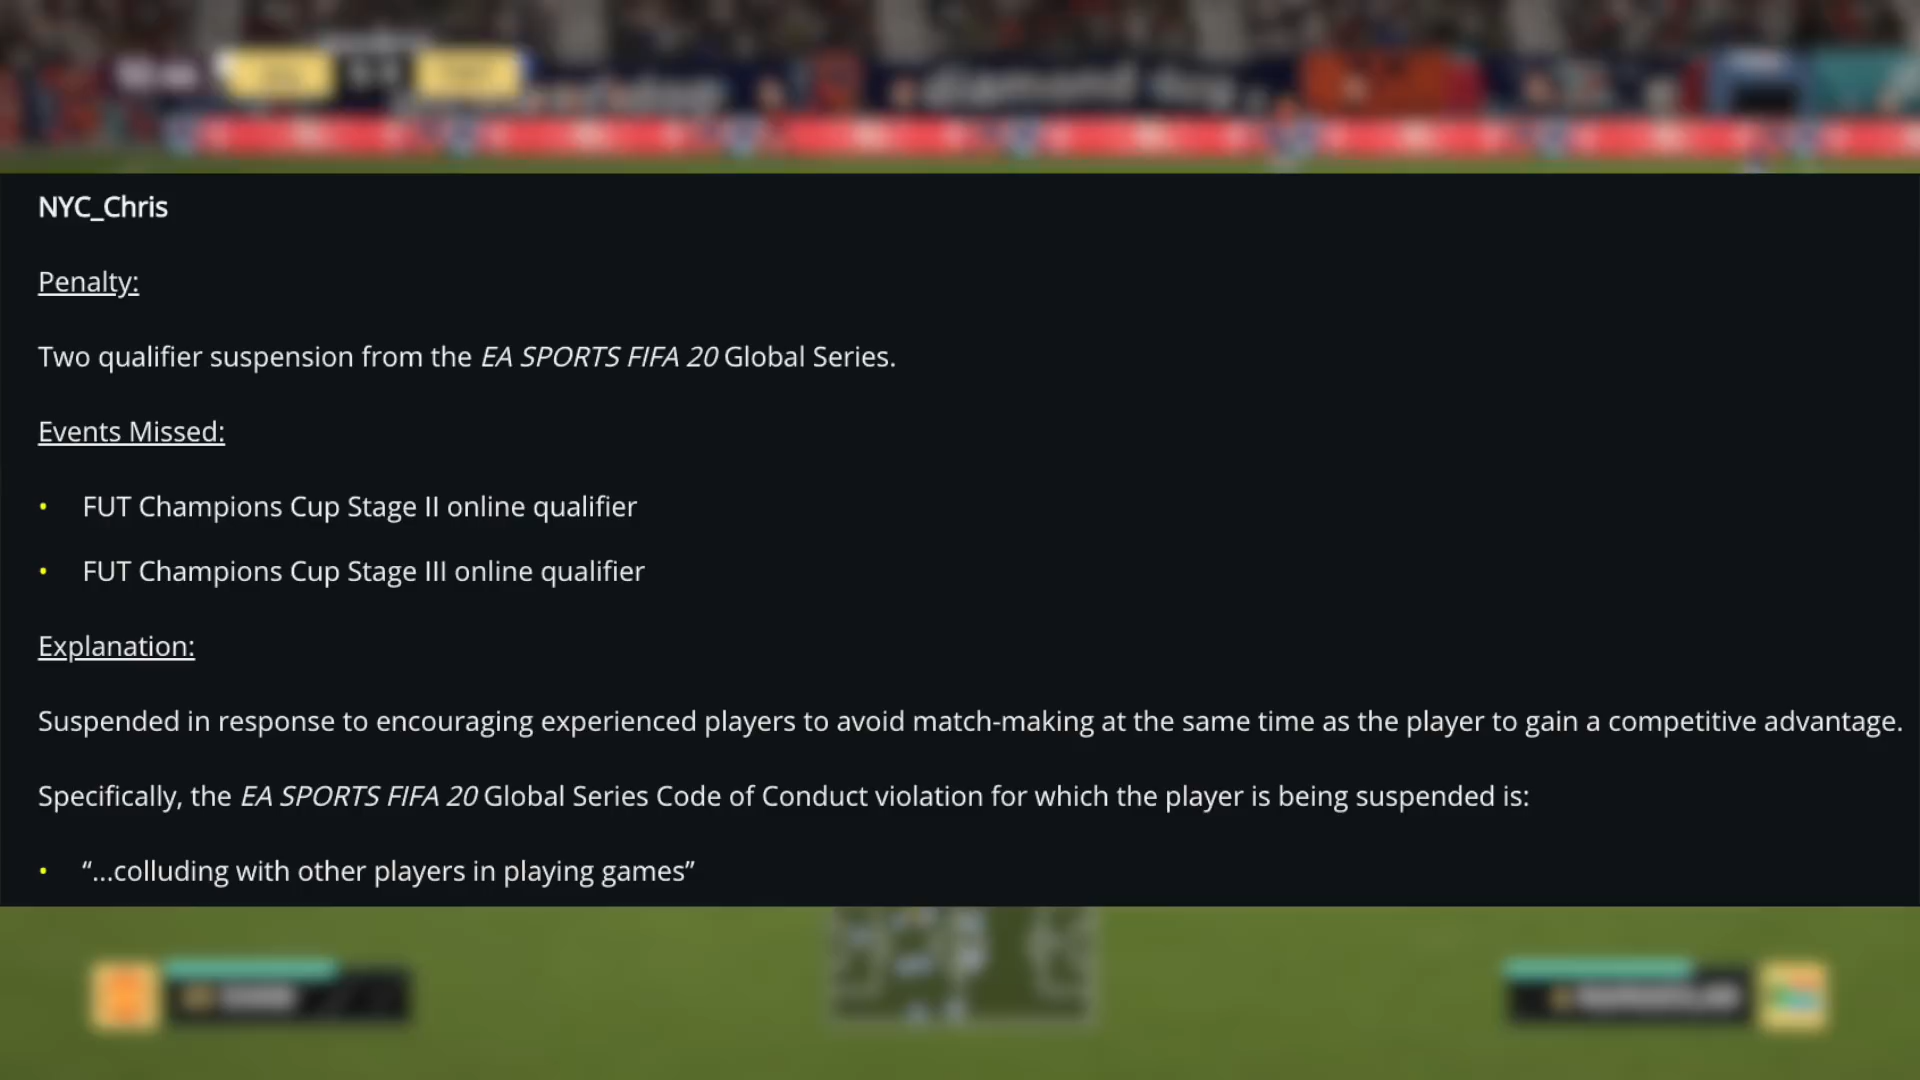 NYC_Chris
Penalty:
Two qualifier suspension from the EA SPORTS FIFA 20 Global Series.
Events Missed:
• FUT Champions Cup Stage II online qualifier
• FUT Champions Cup Stage III online qualifier
Explanation:
Suspended in response to encouraging experienced players to avoid match-making at the same time as the player to gain a competitive advantage.
Specifically, the EA SPORTS FIFA 20 Global Series Code of Conduct violation for which the player is being suspended is:
• “...colluding with other players in playing games”